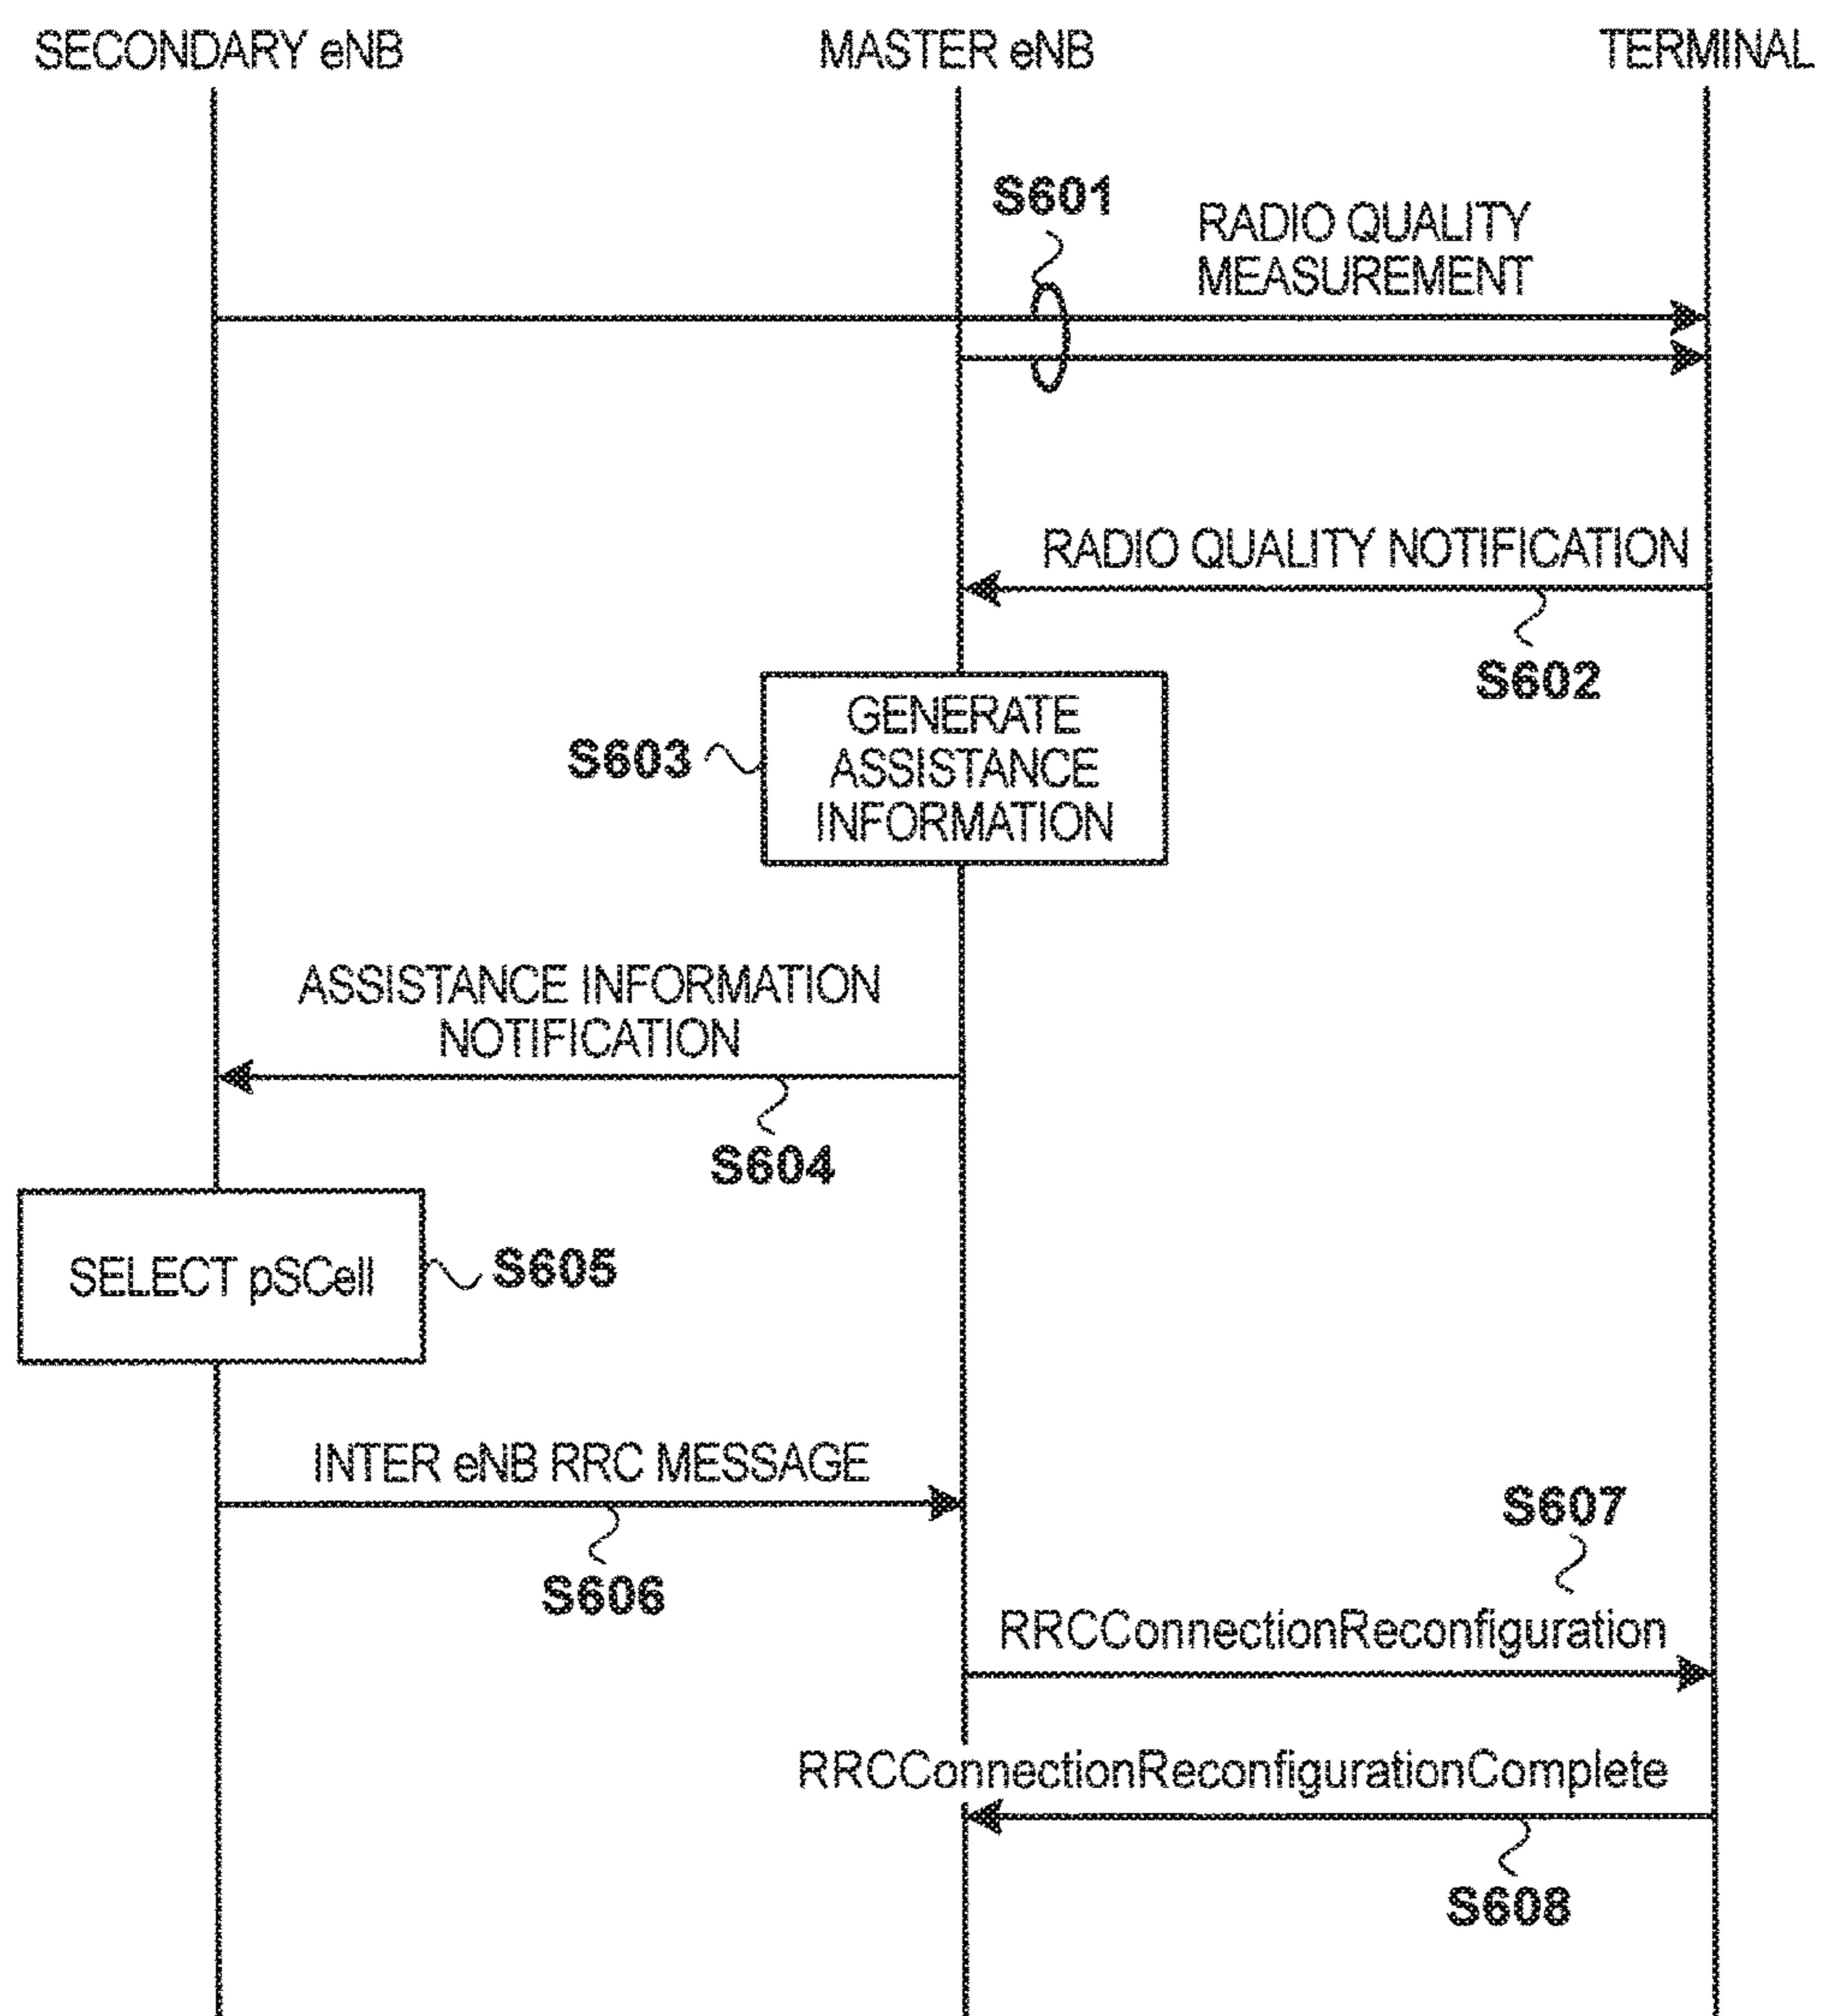 SECONDARY eNB
MASTER eNB
TERMINAL
S601
RADIO QUALITY
MEASUREMENT
RADIO QUALITY NOTIFICATION
S602
GENERATE
ASSISTANCE
INFORMATION
S603
ASSISTANCE INFORMATION
NOTIFICATION
S604
SELECT pSCell
S605
INTER eNB RRC MESSAGE
S606
S607
RRCConnectionReconfiguration
RRCConnectionReconfigurationComplete
S608